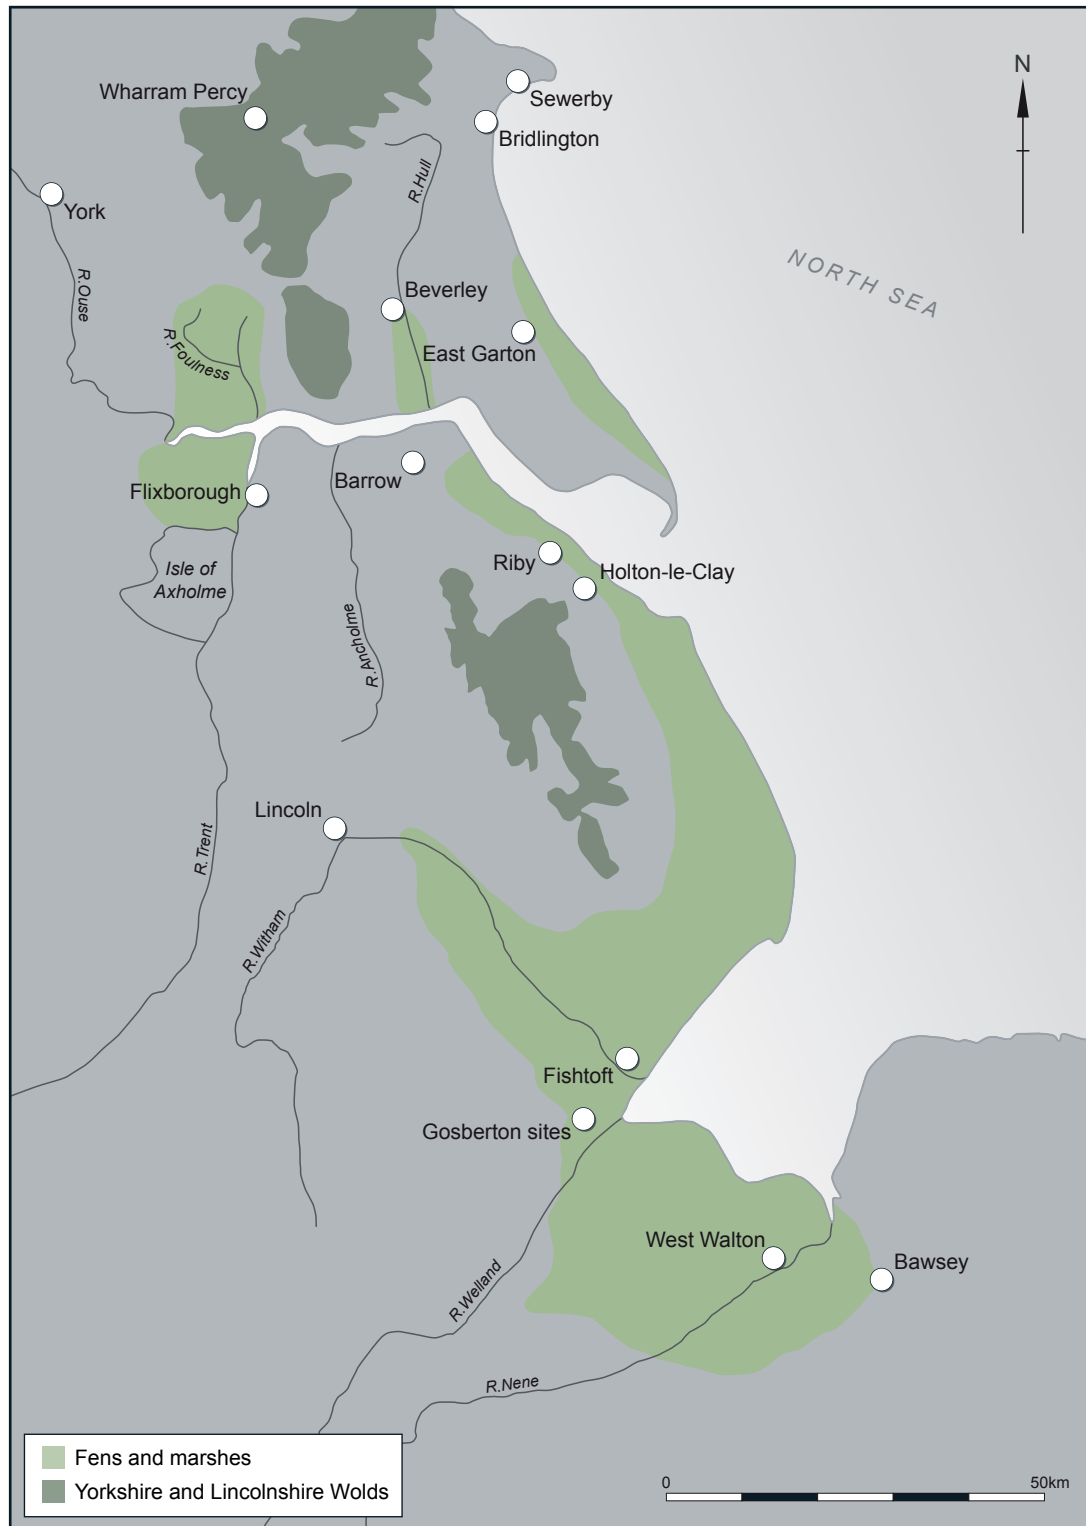 N
Wharram Percy
Sewerby
Bridlington
R.Hull
York
NORTH SEA
R.Ouse
Beverley
R.Foulness
East Garton
Barrow
Flixborough
Riby
Holton-le-Clay
Isle of
Axholme
R.Ancholme
Lincoln
R.Trent
R.Witham
Fishtoft
Gosberton sites
West Walton
Bawsey
R.Welland
R.Nene
Fens and marshes
Yorkshire and Lincolnshire Wolds
0
50km